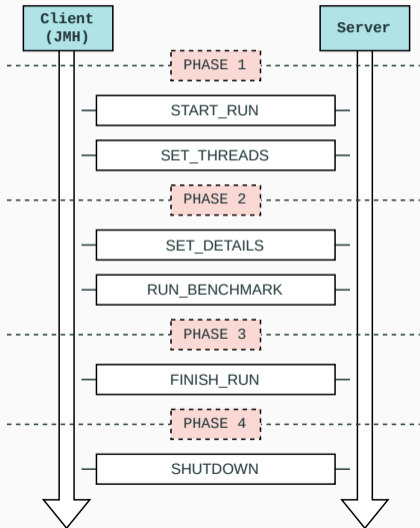 Client
(JMH)
Server
PHASE 1
START_RUN
SET_THREADS
PHASE 2
SET_DETAILS
RUN_BENCHMARK
PHASE 3
FINISH_RUN
PHASE 4
SHUTDOWN